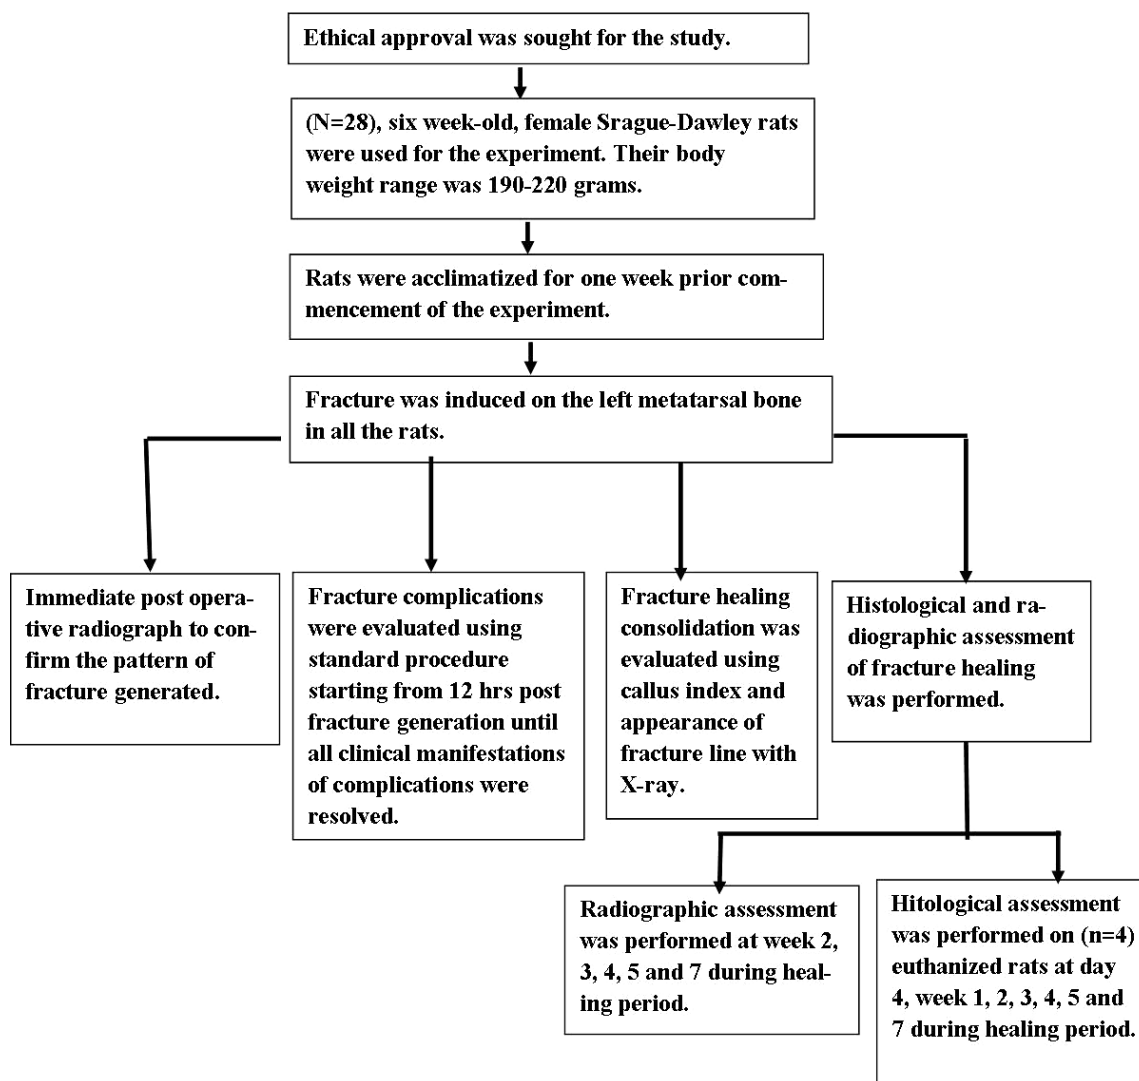 Ethical approval was sought for the study.
(N=28), six week-old, female Srague-Dawley rats
were used for the experiment. Their body
weight range was 190-220 grams.
Rats were acclimatized for one week prior com-
mencement of the experiment.
Fracture was induced on the left metatarsal bone
in all the rats.
Immediate post opera-
tive radiograph to con-
firm the pattern of
fracture generated.
Fracture complications
were evaluated using
standard procedure
starting from 12 hrs post
fracture generation until
all clinical manifestations
of complications were
resolved.
Fracture healing
consolidation was
evaluated using
callus index and
appearance of
fracture line with
X-ray.
Histological and ra-
diographic assessment
of fracture healing
was performed.
Radiographic assessment
was performed at week 2,
3, 4, 5 and 7 during heal-
ing period.
Hitological assessment
was performed on (n=4)
euthanized rats at day
4, week 1, 2, 3, 4, 5 and
7 during healing period.